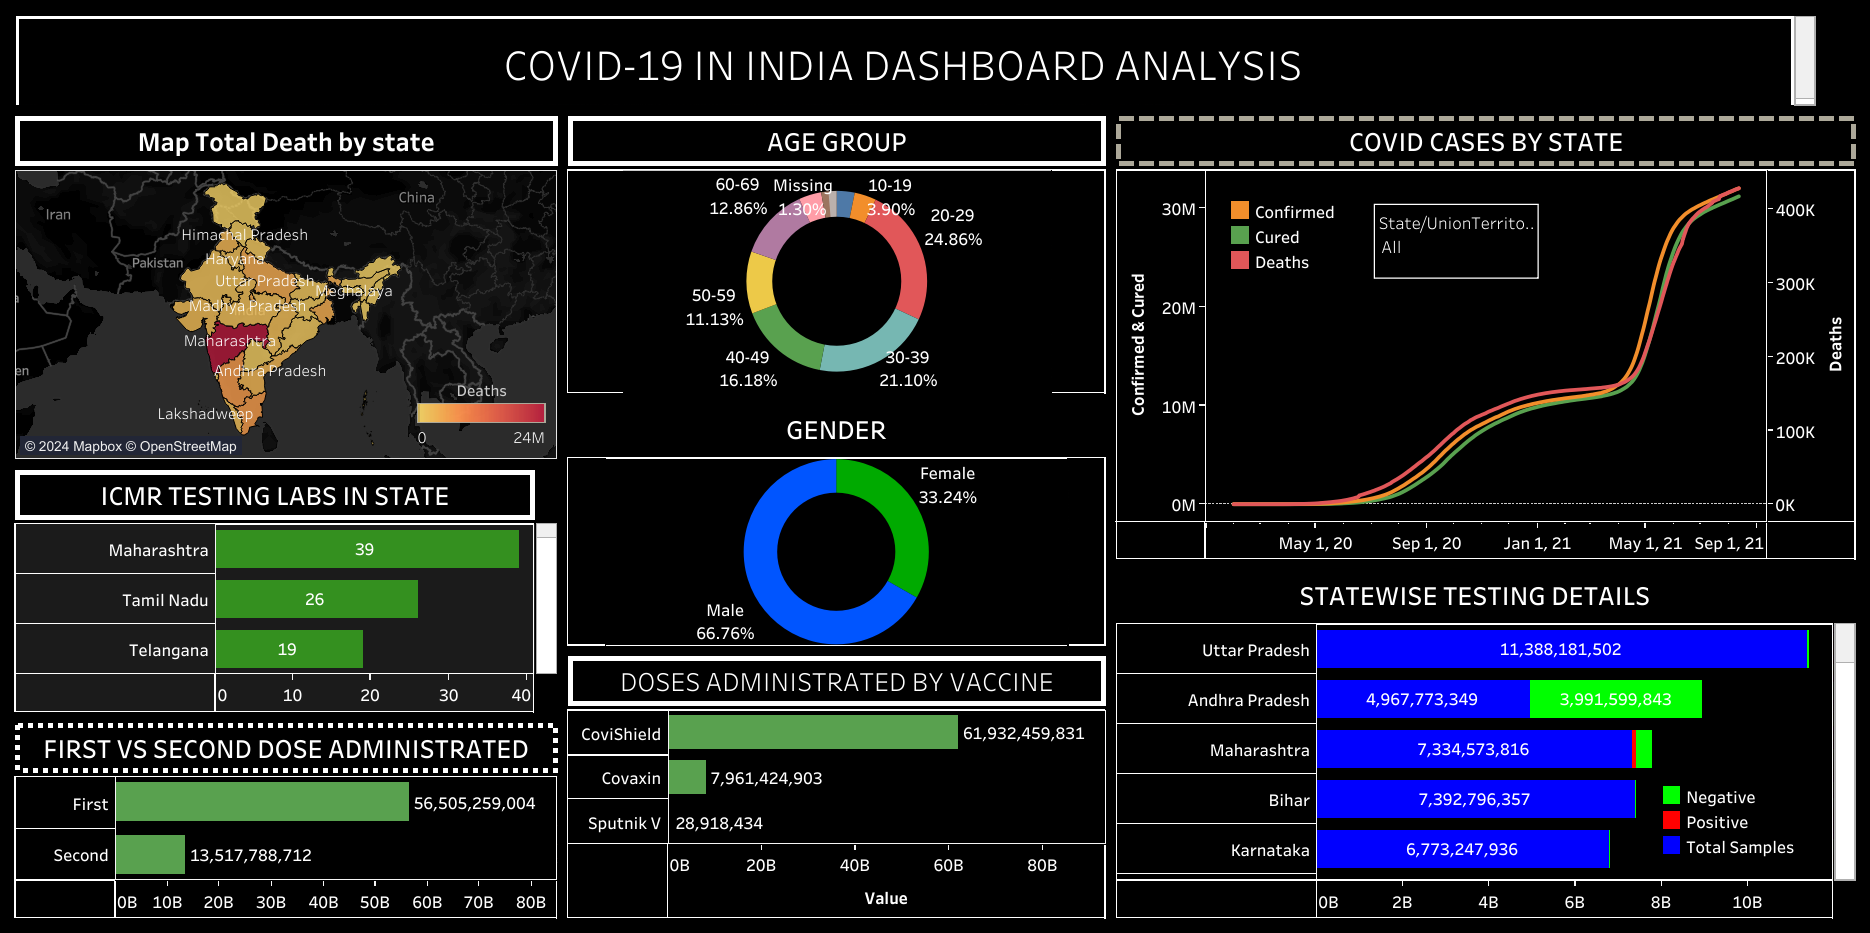 COVID-19 IN INDIA DASHBOARD ANALYSIS
Map Total Death by state
Iran
China
Pakistan
Himachal Pradesh
Haryana
Uttar Pradesh
Meghalaya
Madhya Pradesh
Maharashtra
Andhra Pradesh
Lakshadweep
Deaths
0 24M
© 2024 Mapbox © OpenStreetMap
ICMR TESTING LABS IN STATE
Maharashtra 39
Tamil Nadu 26
Telangana 19
0 10 20 30 40
FIRST VS SECOND DOSE ADMINISTRATED
First 56,505,259,004
Second 13,517,788,712
0B 10B 20B 30B 40B 50B 60B 70B 80B
AGE GROUP
60-69
12.86%
Missing
1.30%
10-19
3.90%
20-29
24.86%
50-59
11.13%
40-49
16.18%
30-39
21.10%
GENDER
Female
33.24%
Male
66.76%
DOSES ADMINISTRATED BY VACCINE
CoviShield 61,932,459,831
Covaxin 7,961,424,903
Sputnik V 28,918,434
0B 20B 40B 60B 80B
Value
COVID CASES BY STATE
Confirmed
Cured
Deaths
State/UnionTerrito..
All
Confirmed & Cured
30M
20M
10M
0M
400K
300K
200K
100K
0K
Deaths
May 1, 20 Sep 1, 20 Jan 1, 21 May 1, 21 Sep 1, 21
STATEWISE TESTING DETAILS
Uttar Pradesh 11,388,181,502
Andhra Pradesh 4,967,773,349 3,991,599,843
Maharashtra 7,334,573,816
Bihar 7,392,796,357
Karnataka 6,773,247,936
Negative
Positive
Total Samples
0B 2B 4B 6B 8B 10B